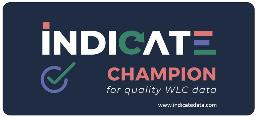 INDICATE
CHAMPION
for quality WLC data
www.indicatedata.com